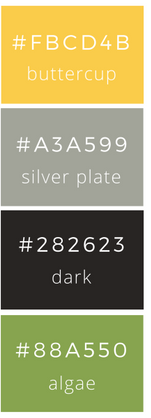 #FBCD4B
buttercup
#A3A599
silver plate
#282623
dark
#88A550
algae